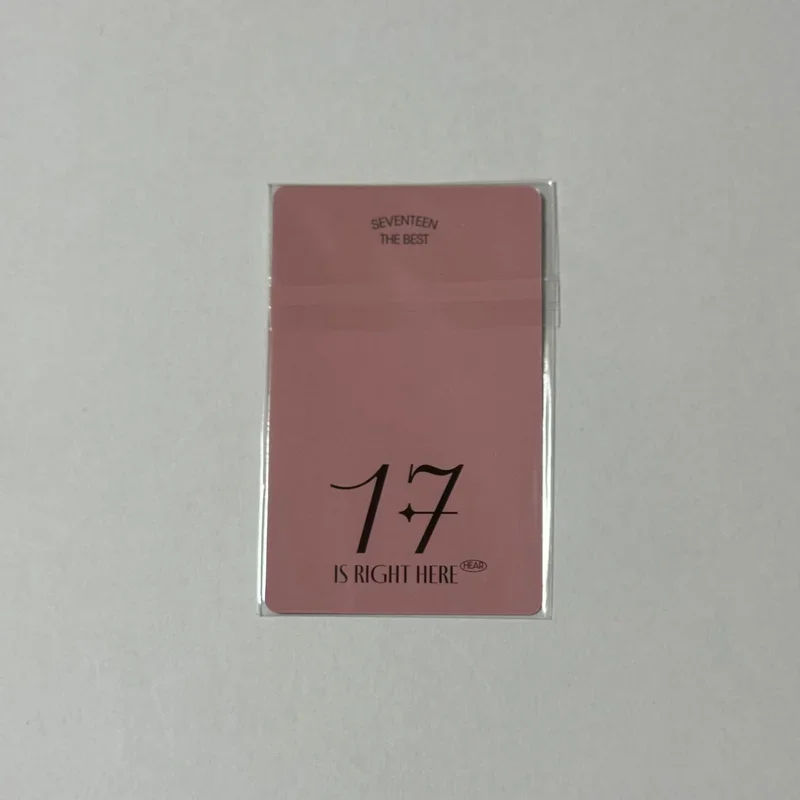 SEVENTEEN
THE BEST
17
IS RIGHT HERE HEAR